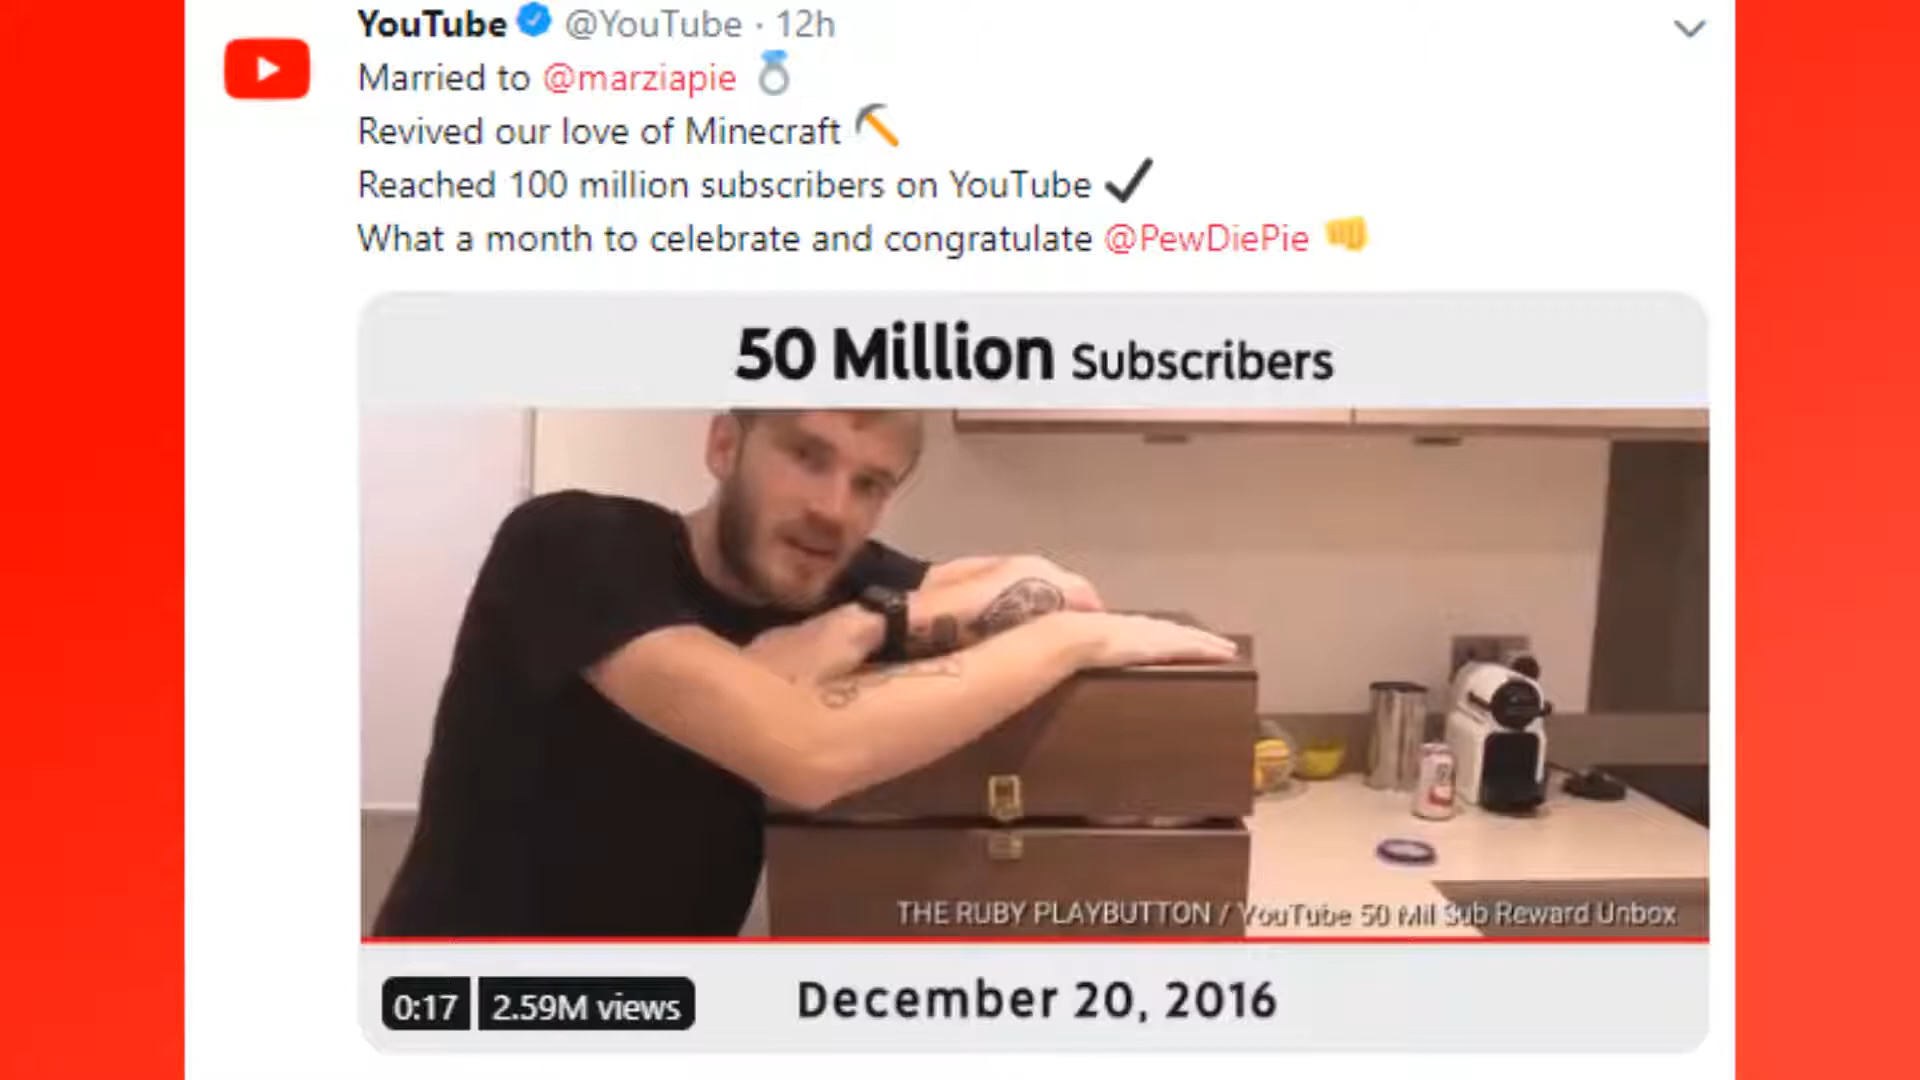 YouTube @YouTube · 12h
Married to @marziapie
Revived our love of Minecraft
Reached 100 million subscribers on YouTube
What a month to celebrate and congratulate @PewDiePie
50 Million Subscribers
THE RUBY PLAYBUTTON / YouTube 50 Mil Sub Reward Unbox
0:17 2.59M views
December 20, 2016